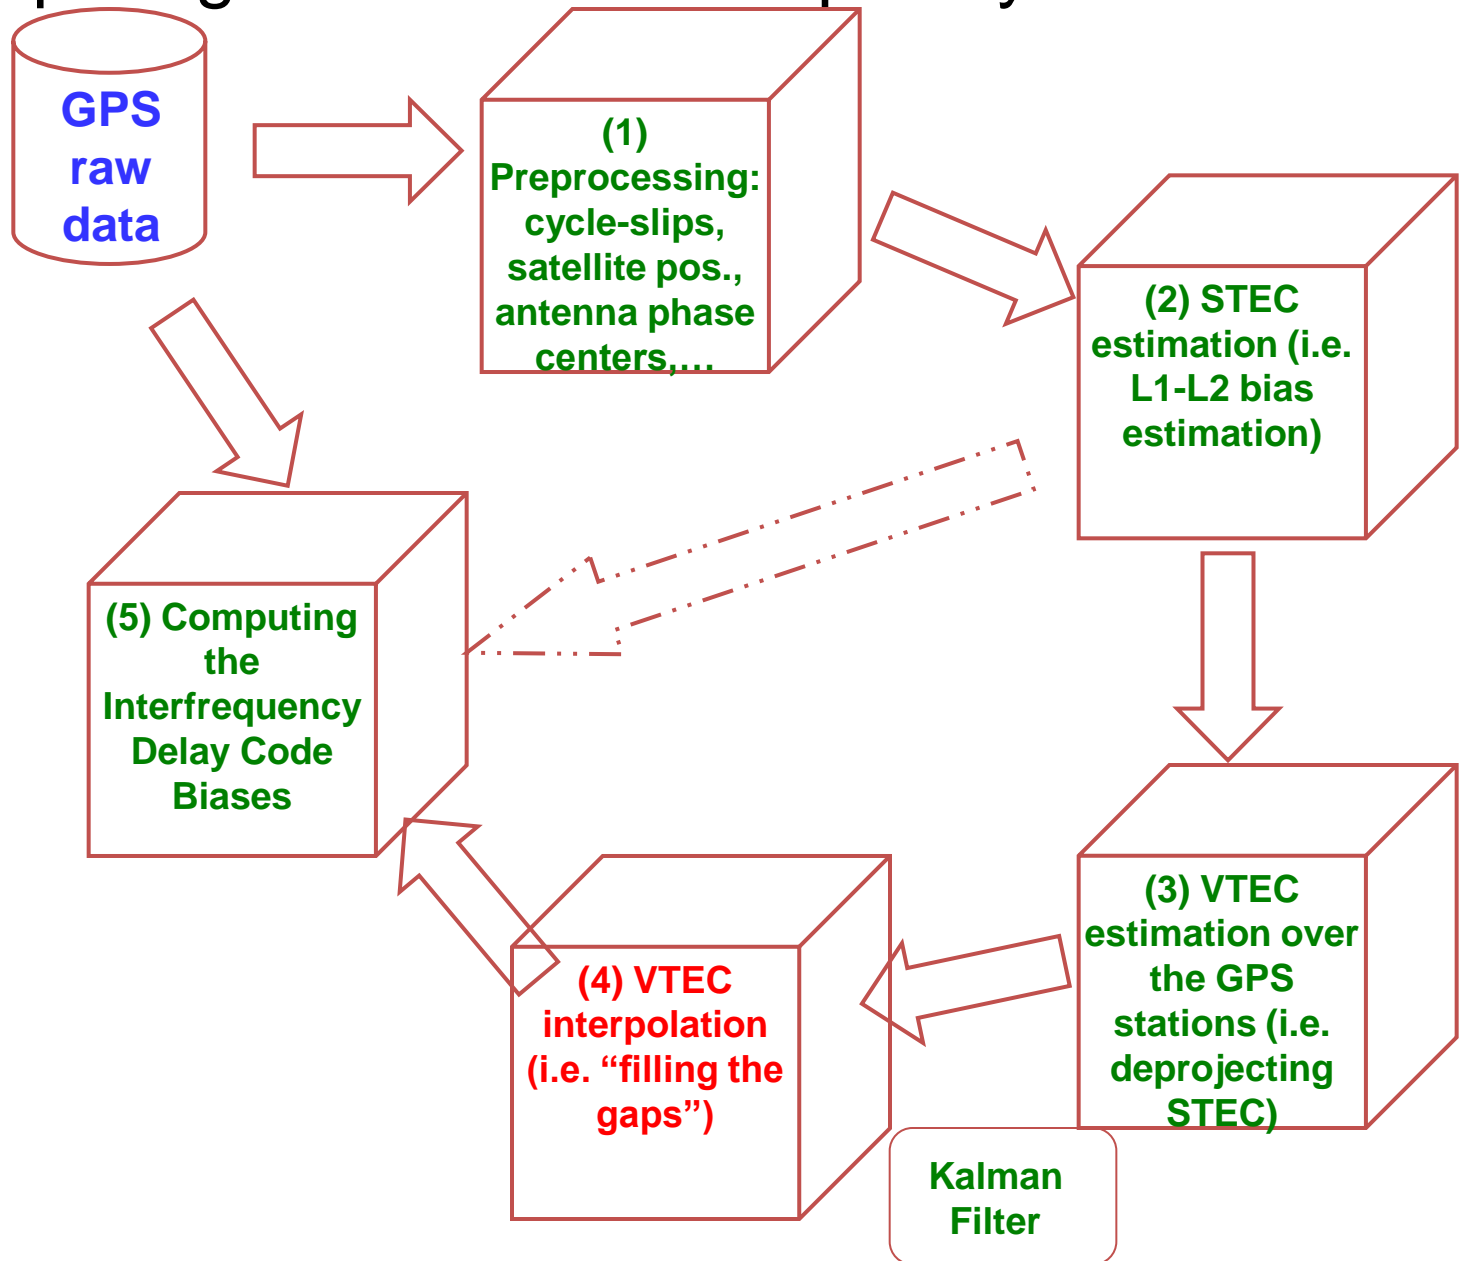 GPS
raw
data
(1)
Preprocessing:
cycle-slips,
satellite pos.,
antenna phase
centers,…
(2) STEC
estimation (i.e.
L1-L2 bias
estimation)
(3) VTEC
estimation over
the GPS
stations (i.e.
deprojecting
STEC)
(4) VTEC
interpolation
(i.e. “filling the
gaps”)
(5) Computing
the
Interfrequency
Delay Code
Biases
Kalman
Filter